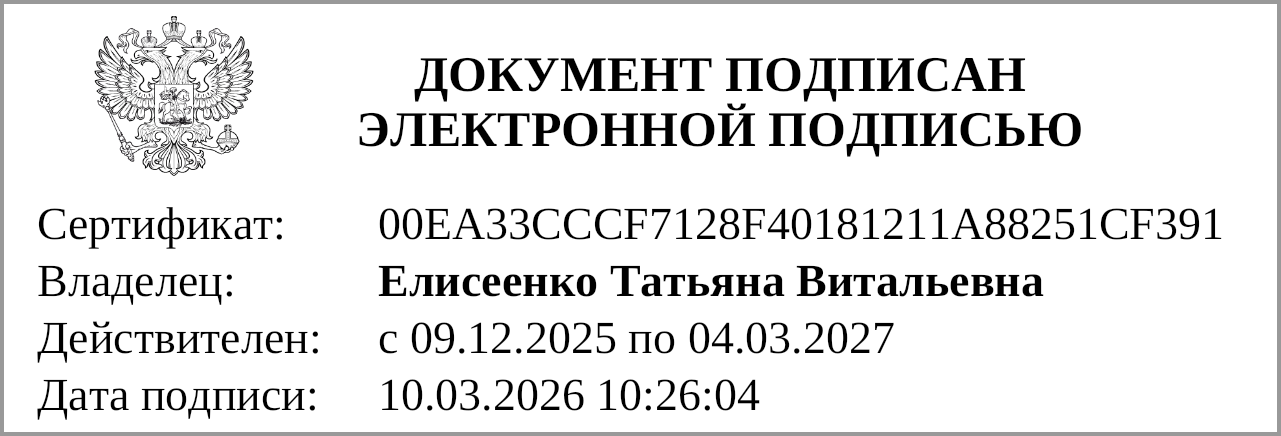 ДОКУМЕНТ ПОДПИСАН
ЭЛЕКТРОННОЙ ПОДПИСЬЮ
Сертификат: 00EA33CCCF7128F40181211A88251CF391
Владелец: Елисеенко Татьяна Витальевна
Действителен: с 09.12.2025 по 04.03.2027
Дата подписи: 10.03.2026 10:26:04